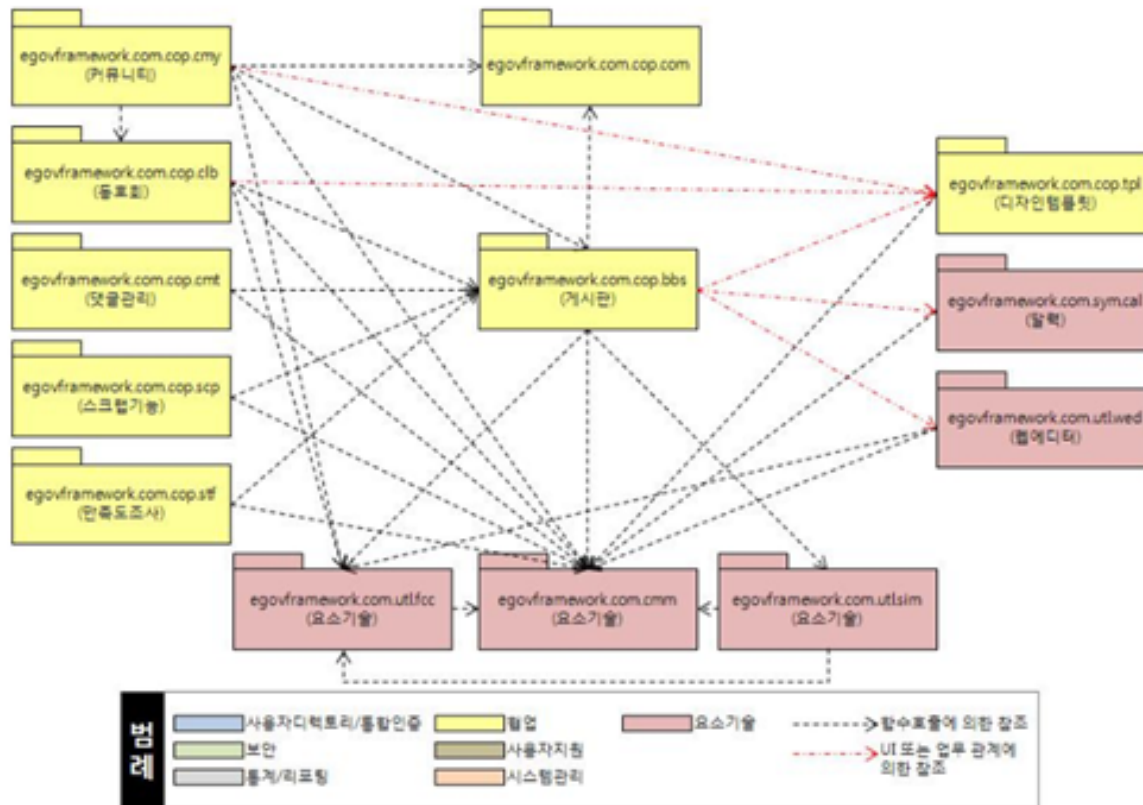 egovframework.com.cop.cmy
(커뮤니티)
egovframework.com.cop.com
egovframework.com.cop.clb
(동호회)
egovframework.com.cop.tpl
(디자인템플릿)
egovframework.com.cop.cmt
(댓글관리)
egovframework.com.cop.bbs
(게시판)
egovframework.com.sym.cal
(달력)
egovframework.com.cop.scp
(스크랩기능)
egovframework.com.utl.wed
(웹에디터)
egovframework.com.cop.stf
(만족도조사)
egovframework.com.utl.fcc
(요소기술)
egovframework.com.cmm
(요소기술)
egovframework.com.utl.sim
(요소기술)
범례
사용자디렉토리/통합인증
협업
요소기술
함수호출에 의한 참조
보안
사용자지원
UI 또는 업무 관계에
의한 참조
통계/리포팅
시스템관리